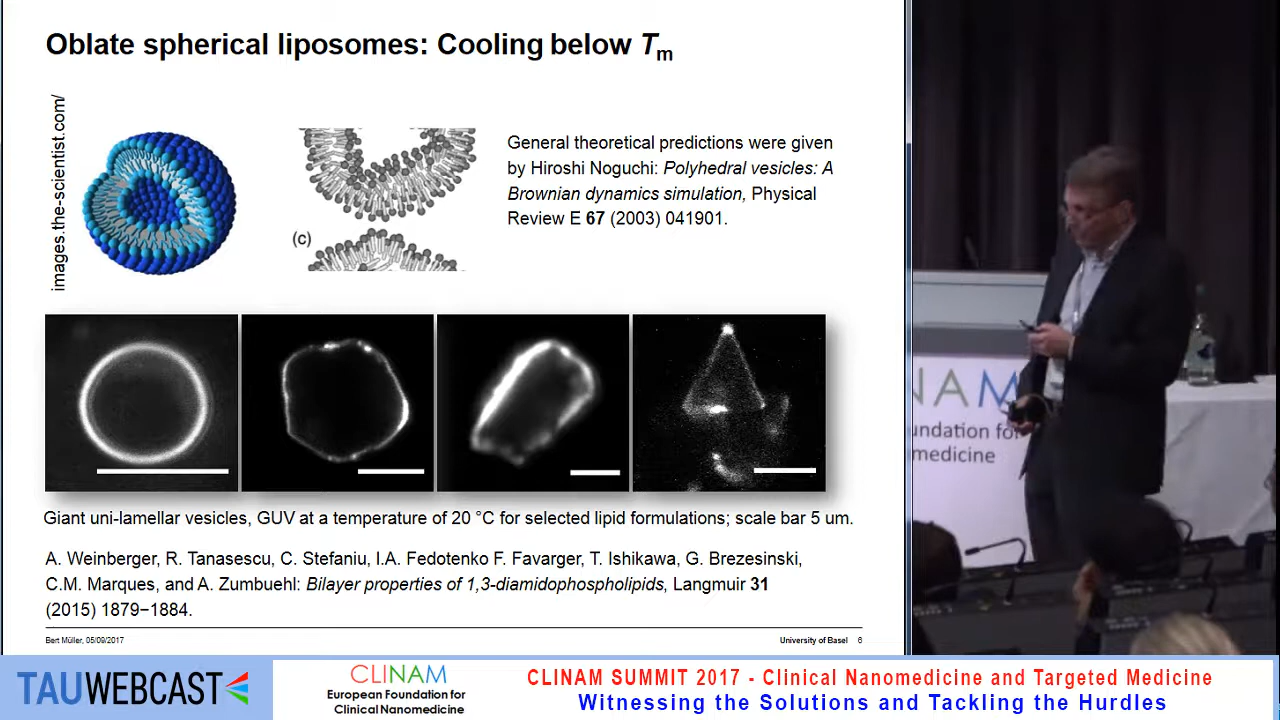 Oblate spherical liposomes: Cooling below Tm
images.the-scientist.com/
(c)
General theoretical predictions were given
by Hiroshi Noguchi: Polyhedral vesicles: A
Brownian dynamics simulation, Physical
Review E 67 (2003) 041901.
Giant uni-lamellar vesicles, GUV at a temperature of 20 °C for selected lipid formulations; scale bar 5 um.
A. Weinberger, R. Tanasescu, C. Stefaniu, I.A. Fedotenko F. Favarger, T. Ishikawa, G. Brezesinski,
C.M. Marques, and A. Zumbuehl: Bilayer properties of 1,3-diamidophospholipids, Langmuir 31
(2015) 1879−1884.
Bert Müller, 05/09/2017
University of Basel 6
NAM
undation for
medicine
TAUWEBCAST
CLINAM
European Foundation for
Clinical Nanomedicine
CLINAM SUMMIT 2017 - Clinical Nanomedicine and Targeted Medicine
Witnessing the Solutions and Tackling the Hurdles